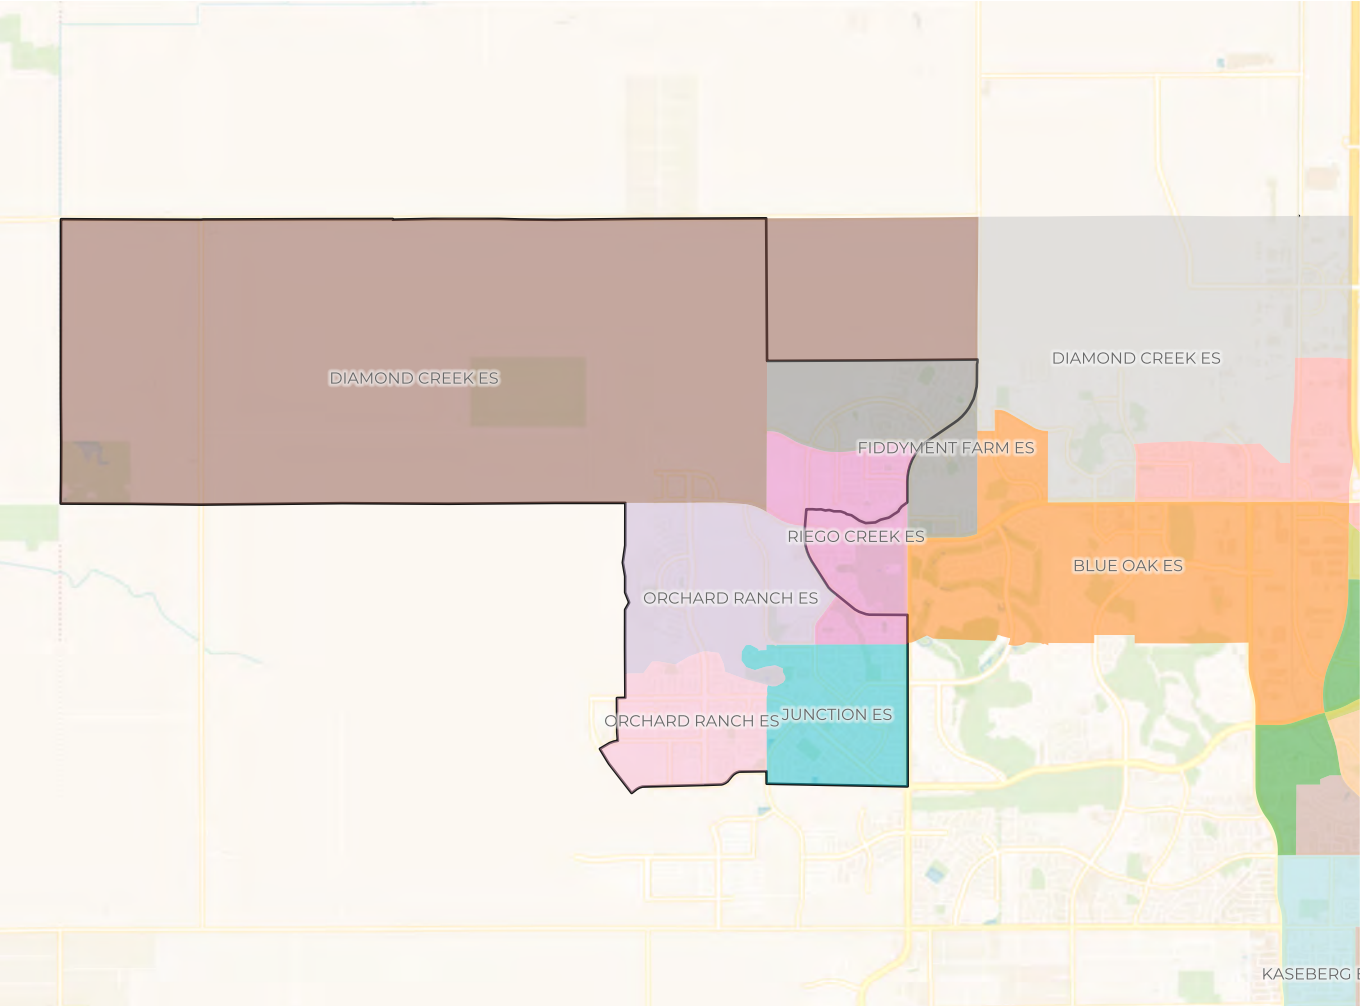 DIAMOND CREEK ES
DIAMOND CREEK ES
FIDDYMENT FARM ES
RIEGO CREEK ES
BLUE OAK ES
ORCHARD RANCH ES
JUNCTION ES
ORCHARD RANCH ES
KASEBERG E